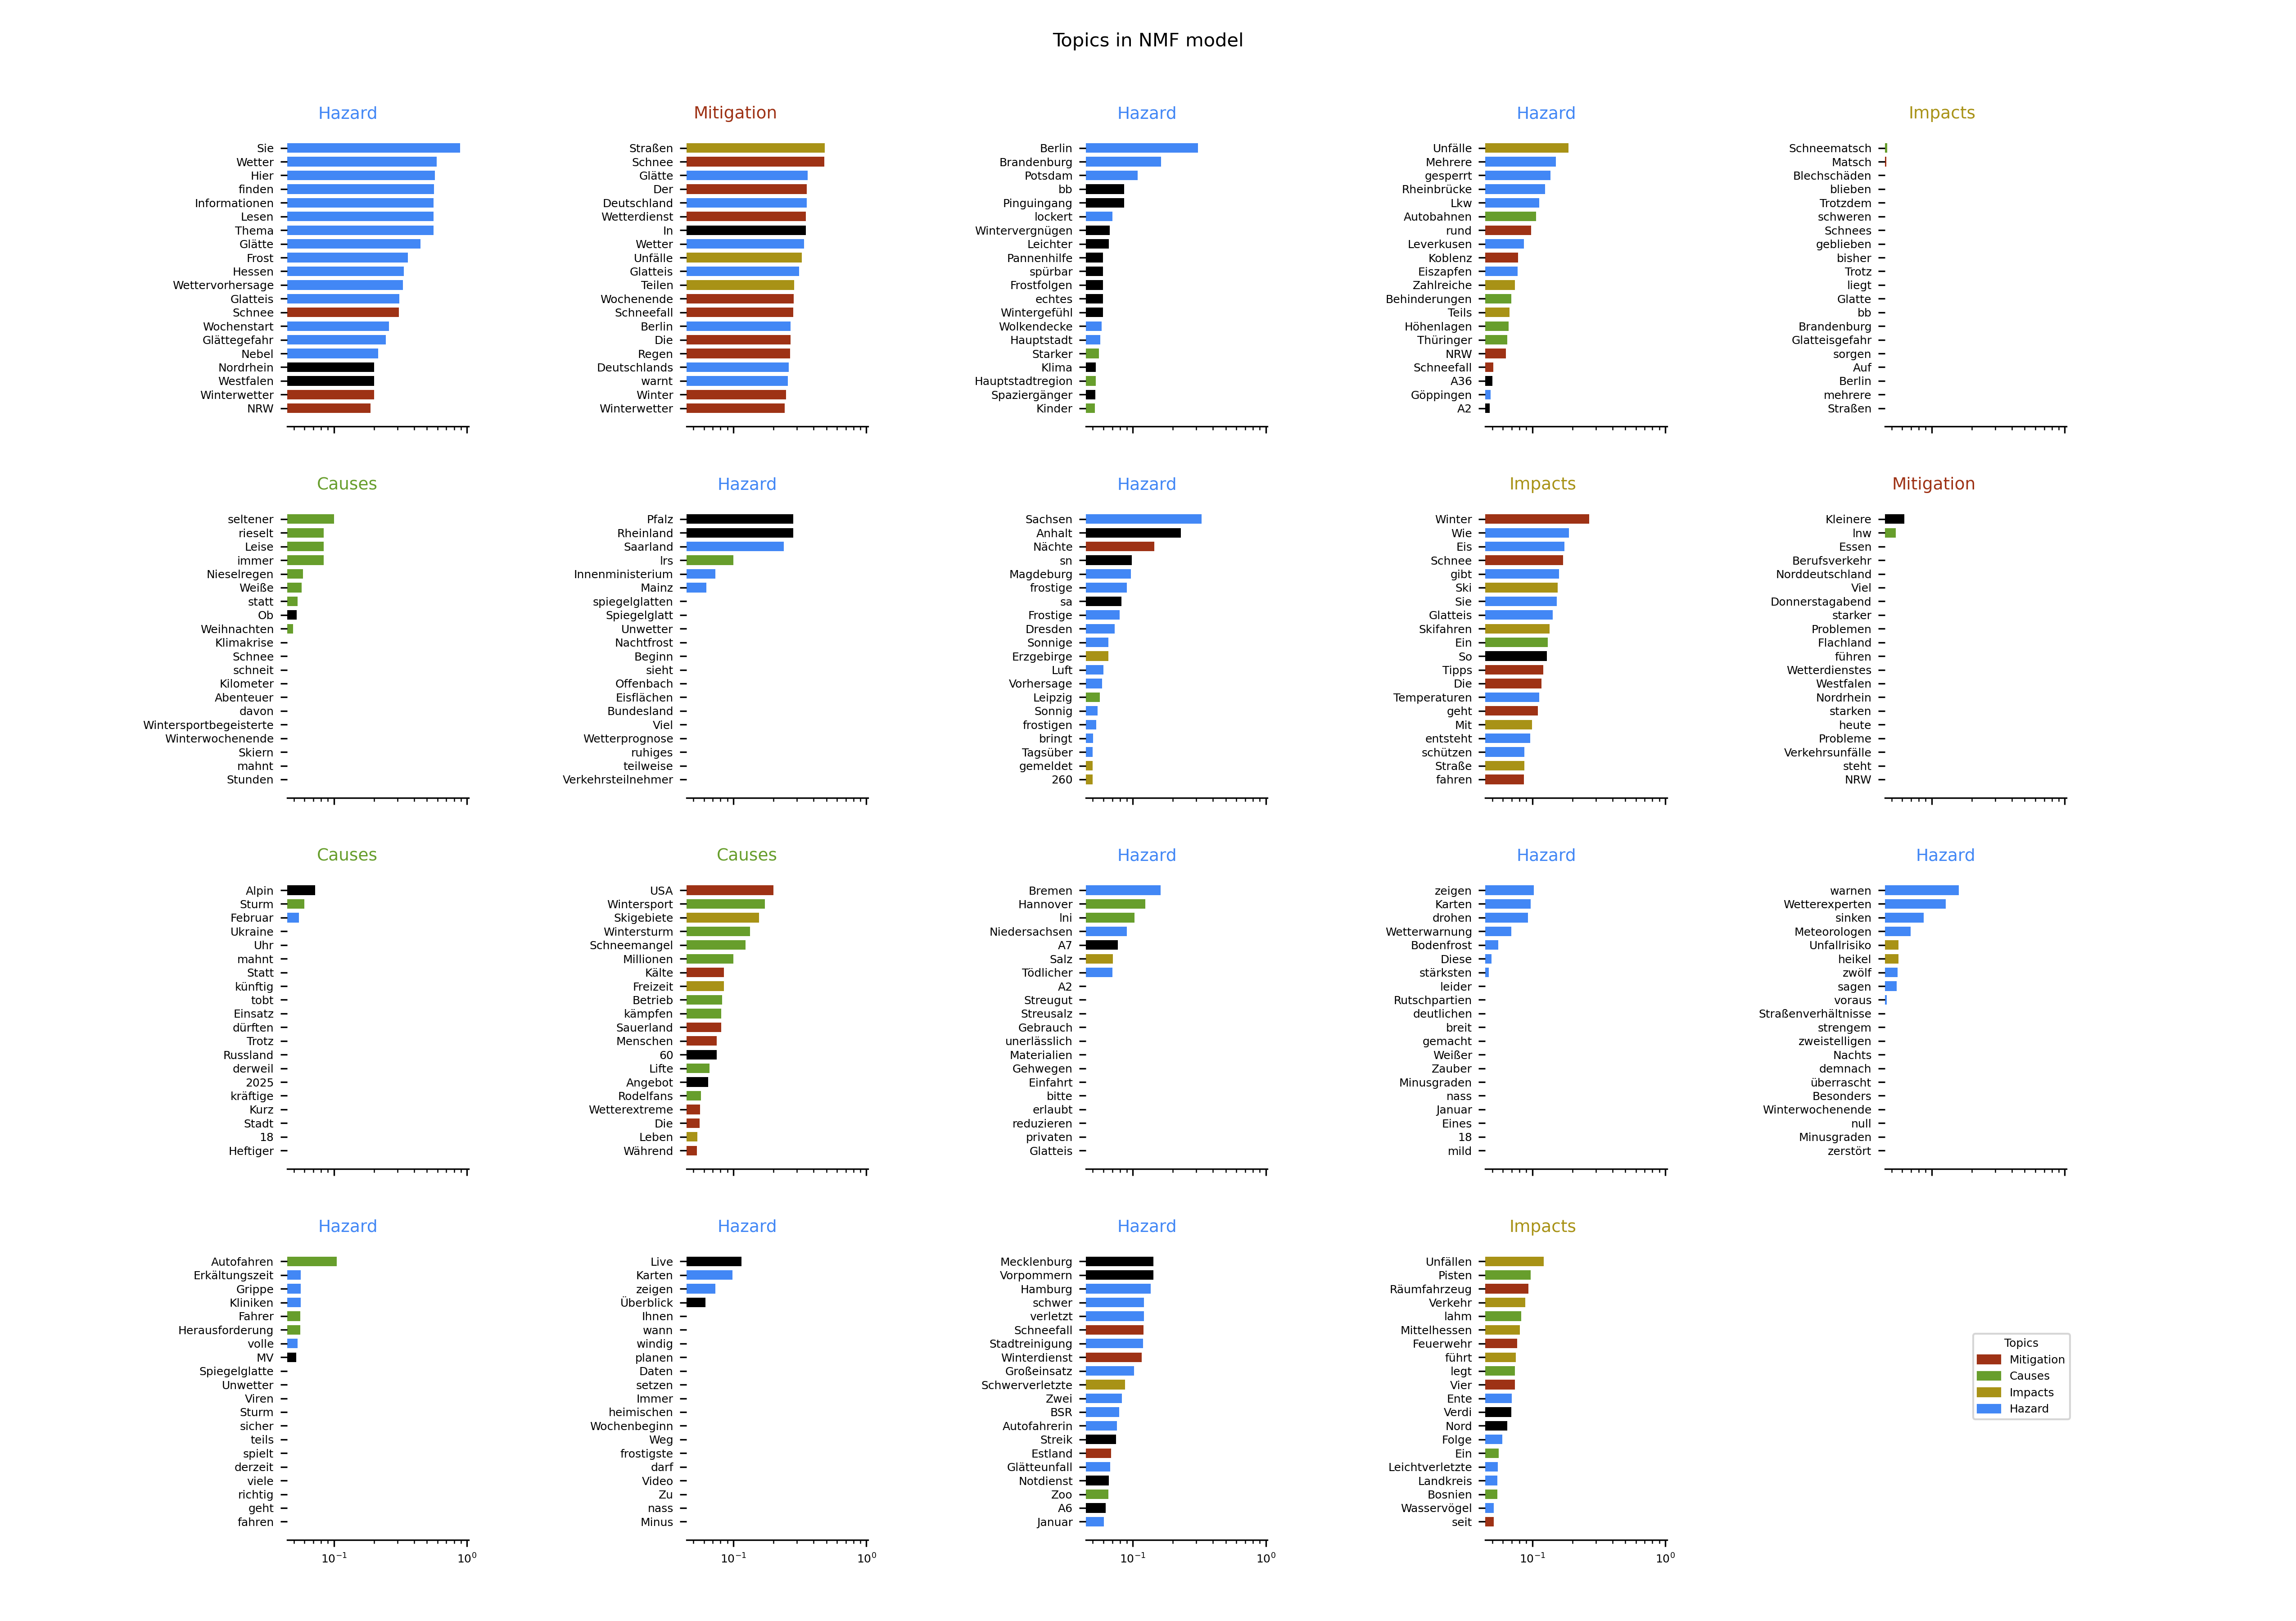 Topics in NMF model
Hazard
Sie
Wetter
Hier
finden
Informationen
Lesen
Thema
Glätte
Frost
Hessen
Wettervorhersage
Glatteis
Schnee
Wochenstart
Glättegefahr
Nebel
Nordrhein
Westfalen
Winterwetter
NRW
Mitigation
Straßen
Schnee
Glätte
Der
Deutschland
Wetterdienst
In
Wetter
Unfälle
Glatteis
Teilen
Wochenende
Schneefall
Berlin
Die
Regen
Deutschlands
warnt
Winter
Winterwetter
Hazard
Berlin
Brandenburg
Potsdam
bb
Pinguingang
lockert
Wintervergnügen
Leichter
Pannenhilfe
spürbar
Frostfolgen
echtes
Wintergefühl
Wolkendecke
Hauptstadt
Starker
Klima
Hauptstadtregion
Spaziergänger
Kinder
Hazard
Unfälle
Mehrere
gesperrt
Rheinbrücke
Lkw
Autobahnen
rund
Leverkusen
Koblenz
Eiszapfen
Zahlreiche
Behinderungen
Teils
Höhenlagen
Thüringer
NRW
Schneefall
A36
Göppingen
A2
Impacts
Schneematsch
Matsch
Blechschäden
blieben
Trotzdem
schweren
Schnees
geblieben
bisher
Trotz
liegt
Glatte
bb
Brandenburg
Glatteisgefahr
sorgen
Auf
Berlin
mehrere
Straßen
Causes
seltener
rieselt
Leise
immer
Nieselregen
Weiße
statt
Ob
Weihnachten
Klimakrise
Schnee
schneit
Kilometer
Abenteuer
davon
Wintersportbegeisterte
Winterwochenende
Skiern
mahnt
Stunden
Hazard
Pfalz
Rheinland
Saarland
lrs
Innenministerium
Mainz
spiegelglatten
Spiegelglatt
Unwetter
Nachtfrost
Beginn
sieht
Offenbach
Eisflächen
Bundesland
Viel
Wetterprognose
ruhiges
teilweise
Verkehrsteilnehmer
Hazard
Sachsen
Anhalt
Nächte
sn
Magdeburg
frostige
sa
Frostige
Dresden
Sonnige
Erzgebirge
Luft
Vorhersage
Leipzig
Sonnig
frostigen
bringt
Tagsüber
gemeldet
260
Impacts
Winter
Wie
Eis
Schnee
gibt
Ski
Sie
Glatteis
Skifahren
Ein
So
Tipps
Die
Temperaturen
geht
Mit
entsteht
schützen
Straße
fahren
Mitigation
Kleinere
lnw
Essen
Berufsverkehr
Norddeutschland
Viel
Donnerstagabend
starker
Problemen
Flachland
führen
Wetterdienstes
Westfalen
Nordrhein
starken
heute
Probleme
Verkehrsunfälle
steht
NRW
Causes
Alpin
Sturm
Februar
Ukraine
Uhr
mahnt
Statt
künftig
tobt
Einsatz
dürften
Trotz
Russland
derweil
2025
kräftige
Kurz
Stadt
18
Heftiger
Causes
USA
Wintersport
Skigebiete
Wintersturm
Schneemangel
Millionen
Kälte
Freizeit
Betrieb
kämpfen
Sauerland
Menschen
60
Lifte
Angebot
Rodelfans
Wetterextreme
Die
Leben
Während
Hazard
Bremen
Hannover
lni
Niedersachsen
A7
Salz
Tödlicher
A2
Streugut
Streusalz
Gebrauch
unerlässlich
Materialien
Gehwegen
Einfahrt
bitte
erlaubt
reduzieren
privaten
Glatteis
Hazard
zeigen
Karten
drohen
Wetterwarnung
Bodenfrost
Diese
stärksten
leider
Rutschpartien
deutlichen
breit
gemacht
Weißer
Zauber
Minusgraden
nass
Januar
Eines
18
mild
Hazard
warnen
Wetterexperten
sinken
Meteorologen
Unfallrisiko
heikel
zwölf
sagen
voraus
Straßenverhältnisse
strengem
zweistelligen
Nachts
demnach
überrascht
Besonders
Winterwochenende
null
Minusgraden
zerstört
Hazard
Autofahren
Erkältungszeit
Grippe
Kliniken
Fahrer
Herausforderung
volle
MV
Spiegelglatte
Unwetter
Viren
Sturm
sicher
teils
spielt
derzeit
viele
richtig
geht
fahren
10⁻¹ 10⁰
Hazard
Live
Karten
zeigen
Überblick
Ihnen
wann
windig
planen
Daten
setzen
Immer
heimischen
Wochenbeginn
Weg
frostigste
darf
Video
Zu
nass
Minus
10⁻¹ 10⁰
Hazard
Mecklenburg
Vorpommern
Hamburg
schwer
verletzt
Schneefall
Stadtreinigung
Winterdienst
Großeinsatz
Schwerverletzte
Zwei
BSR
Autofahrerin
Streik
Estland
Glätteunfall
Notdienst
Zoo
A6
Januar
10⁻¹ 10⁰
Impacts
Unfällen
Pisten
Räumfahrzeug
Verkehr
lahm
Mittelhessen
Feuerwehr
führt
legt
Vier
Ente
Verdi
Nord
Folge
Ein
Leichtverletzte
Landkreis
Bosnien
Wasservögel
seit
10⁻¹ 10⁰
Topics
Mitigation
Causes
Impacts
Hazard